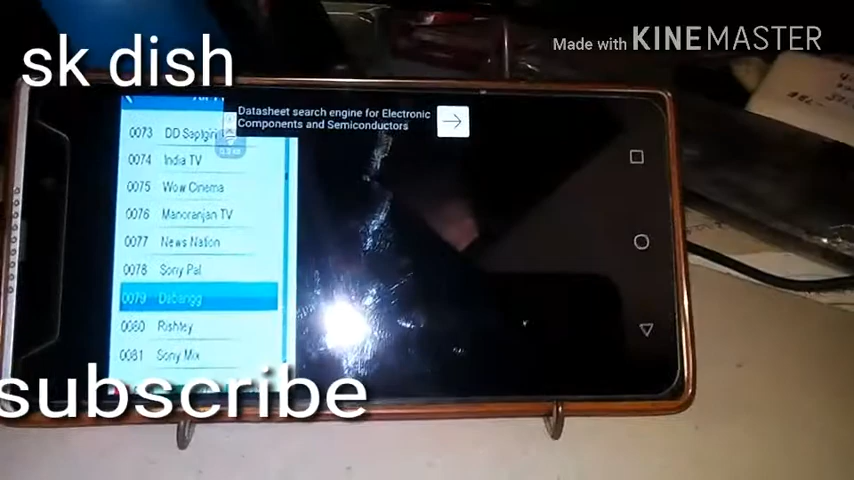 sk dish
Made with KINEMASTER
Datasheet search engine for Electronic
Components and Semiconductors
0073 DD Saptgiri
0074 India TV
0075 Wow Cinema
0076 Manoranjan TV
0077 News Nation
0078 Sony Pal
0079 Dabangg
0080 Rishtey
0081 Sony Mix
subscribe